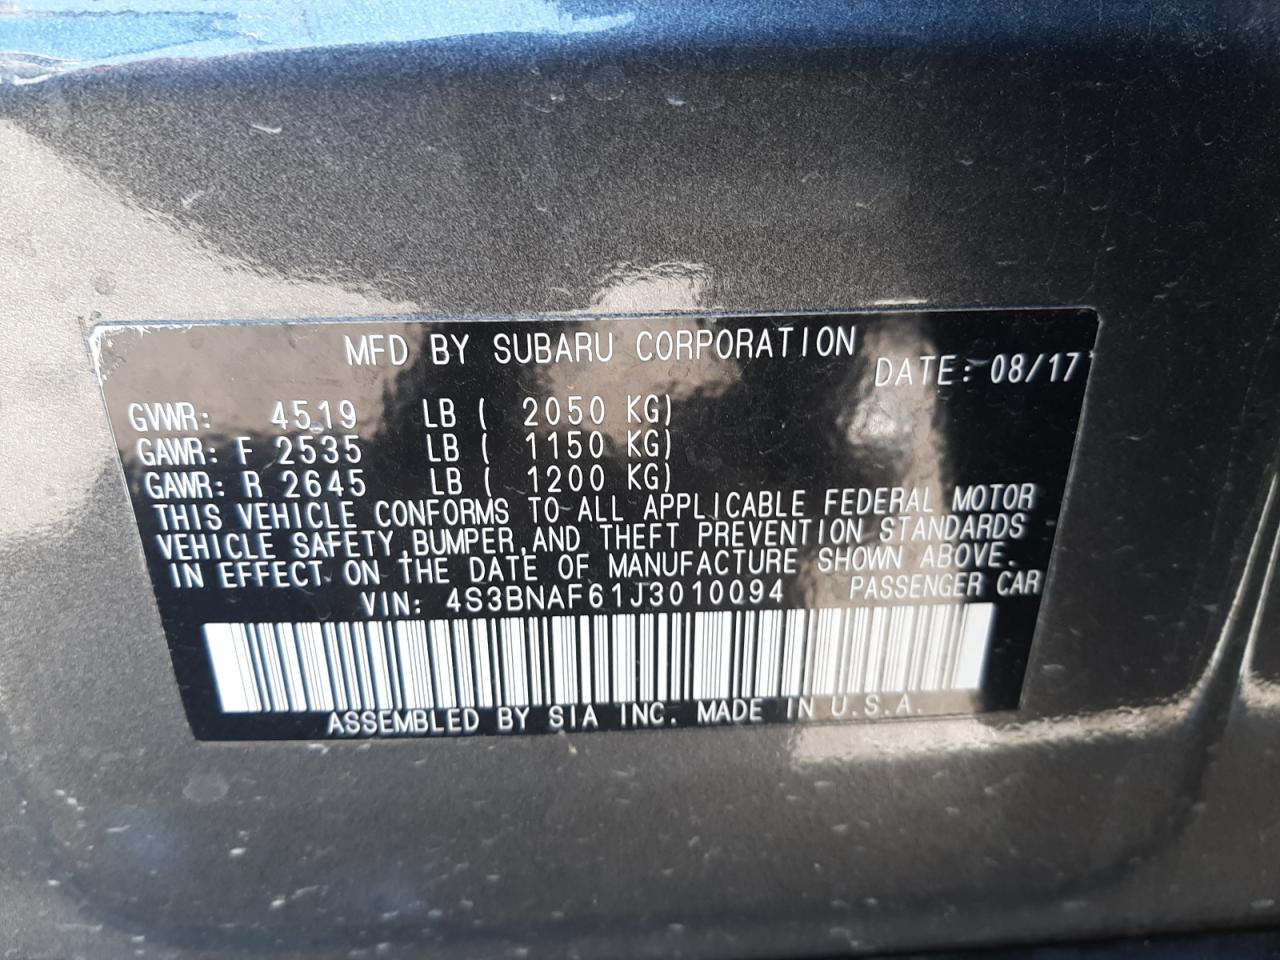 MFD BY SUBARU CORPORATION
DATE: 08/17
GVWR: 4519 LB ( 2050 KG)
GAWR: F 2535 LB ( 1150 KG)
GAWR: R 2645 LB ( 1200 KG)
THIS VEHICLE CONFORMS TO ALL APPLICABLE FEDERAL MOTOR
VEHICLE SAFETY,BUMPER,AND THEFT PREVENTION STANDARDS
IN EFFECT ON THE DATE OF MANUFACTURE SHOWN ABOVE.
VIN: 4S3BNAF61J3010094 PASSENGER CAR
ASSEMBLED BY SIA INC. MADE IN U.S.A.